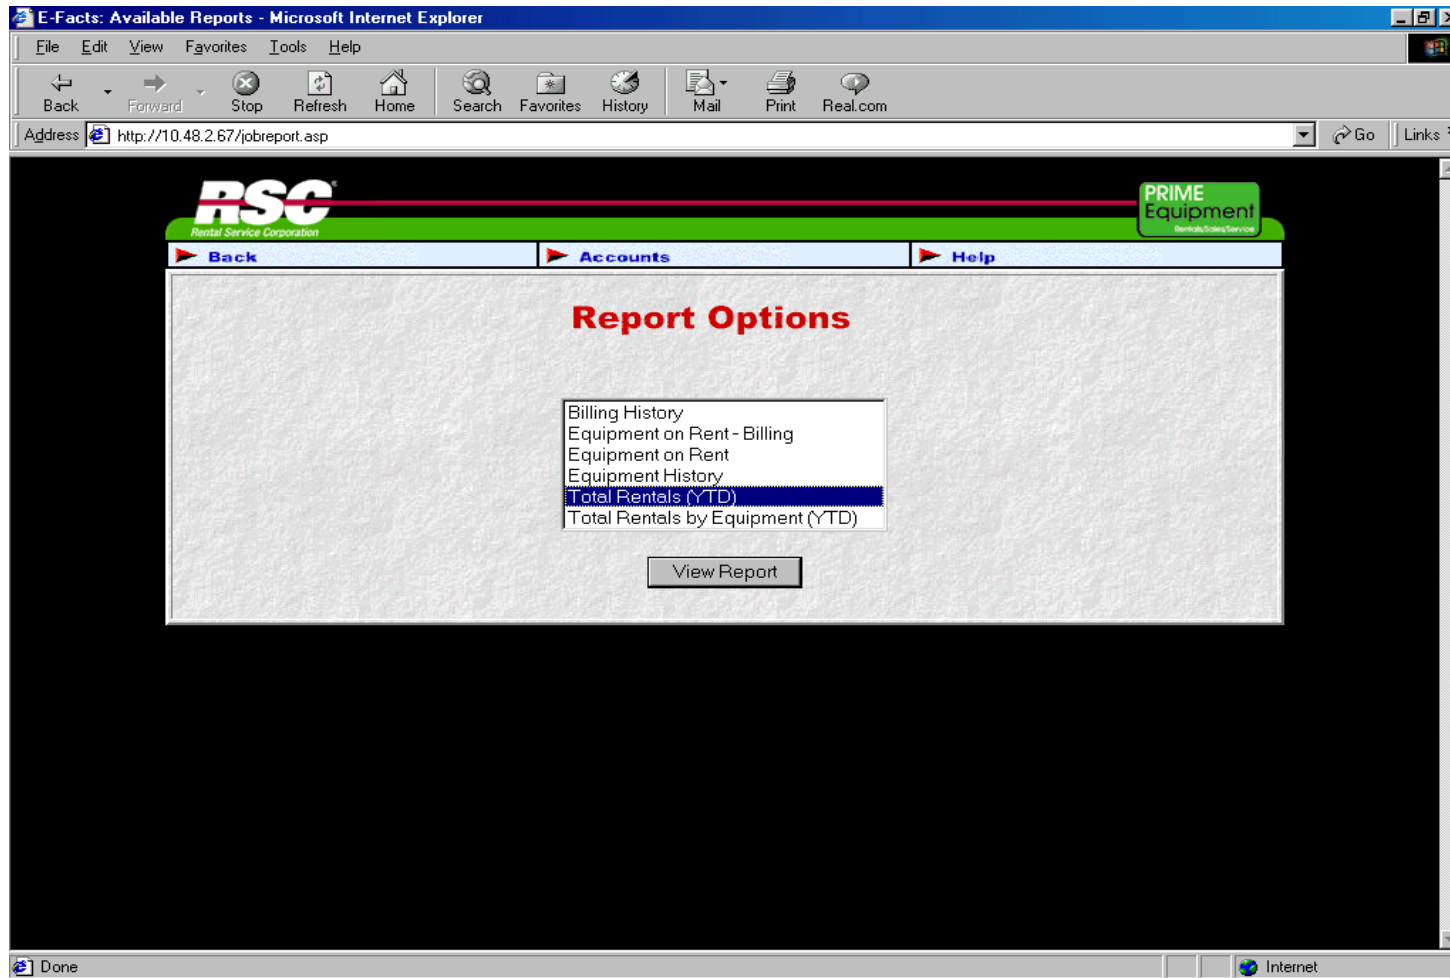 E-Facts: Available Reports - Microsoft Internet Explorer
File Edit View Favorites Tools Help
Back Forward Stop Refresh Home Search Favorites History Mail Print Real.com
Address http://10.48.2.67/jobreport.asp Go Links
RSC®
Rental Service Corporation
PRIME
Equipment
Rentals/Sales/Service
Back Accounts Help
Report Options
Billing History
Equipment on Rent - Billing
Equipment on Rent
Equipment History
Total Rentals (YTD)
Total Rentals by Equipment (YTD)
View Report
Done Internet